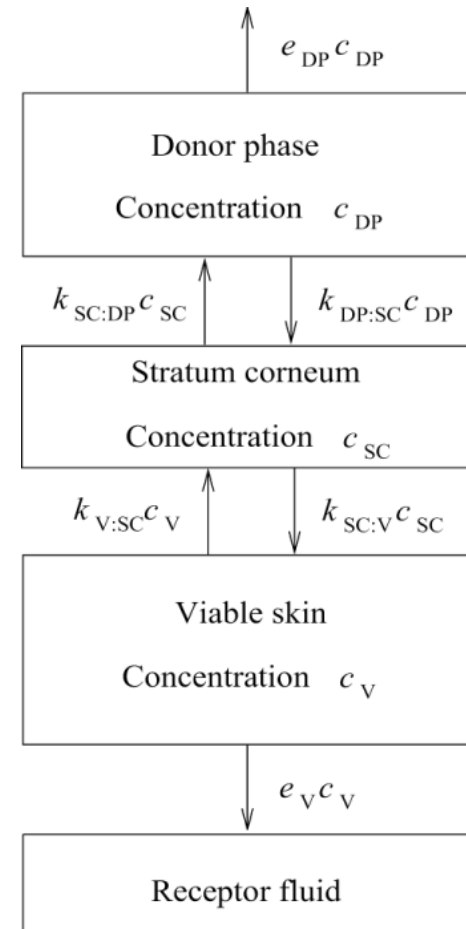 e DP c DP
Donor phase
Concentration c DP
k SC:DP c SC k DP:SC c DP
Stratum corneum
Concentration c SC
k V:SC c V k SC:V c SC
Viable skin
Concentration c V
e V c V
Receptor fluid